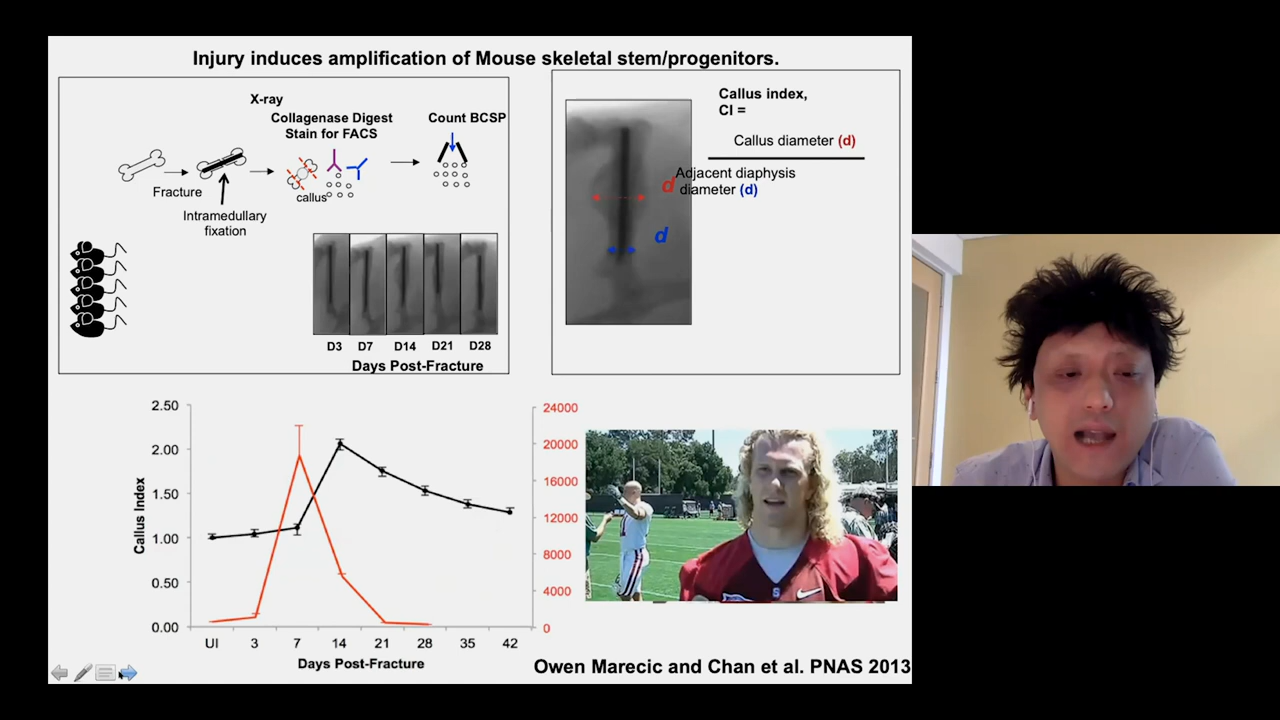 Injury induces amplification of Mouse skeletal stem/progenitors.
X-ray
Collagenase Digest
Stain for FACS
Count BCSP
Fracture
callus
Intramedullary
fixation
D3 D7 D14 D21 D28
Days Post-Fracture
Callus index,
CI =
Callus diameter (d)
Adjacent diaphysis
diameter (d)
d
d
2.50
2.00
1.50
1.00
0.50
0.00
Callus Index
24000
20000
16000
12000
8000
4000
0
UI 3 7 14 21 28 35 42
Days Post-Fracture
S
Owen Marecic and Chan et al. PNAS 2013